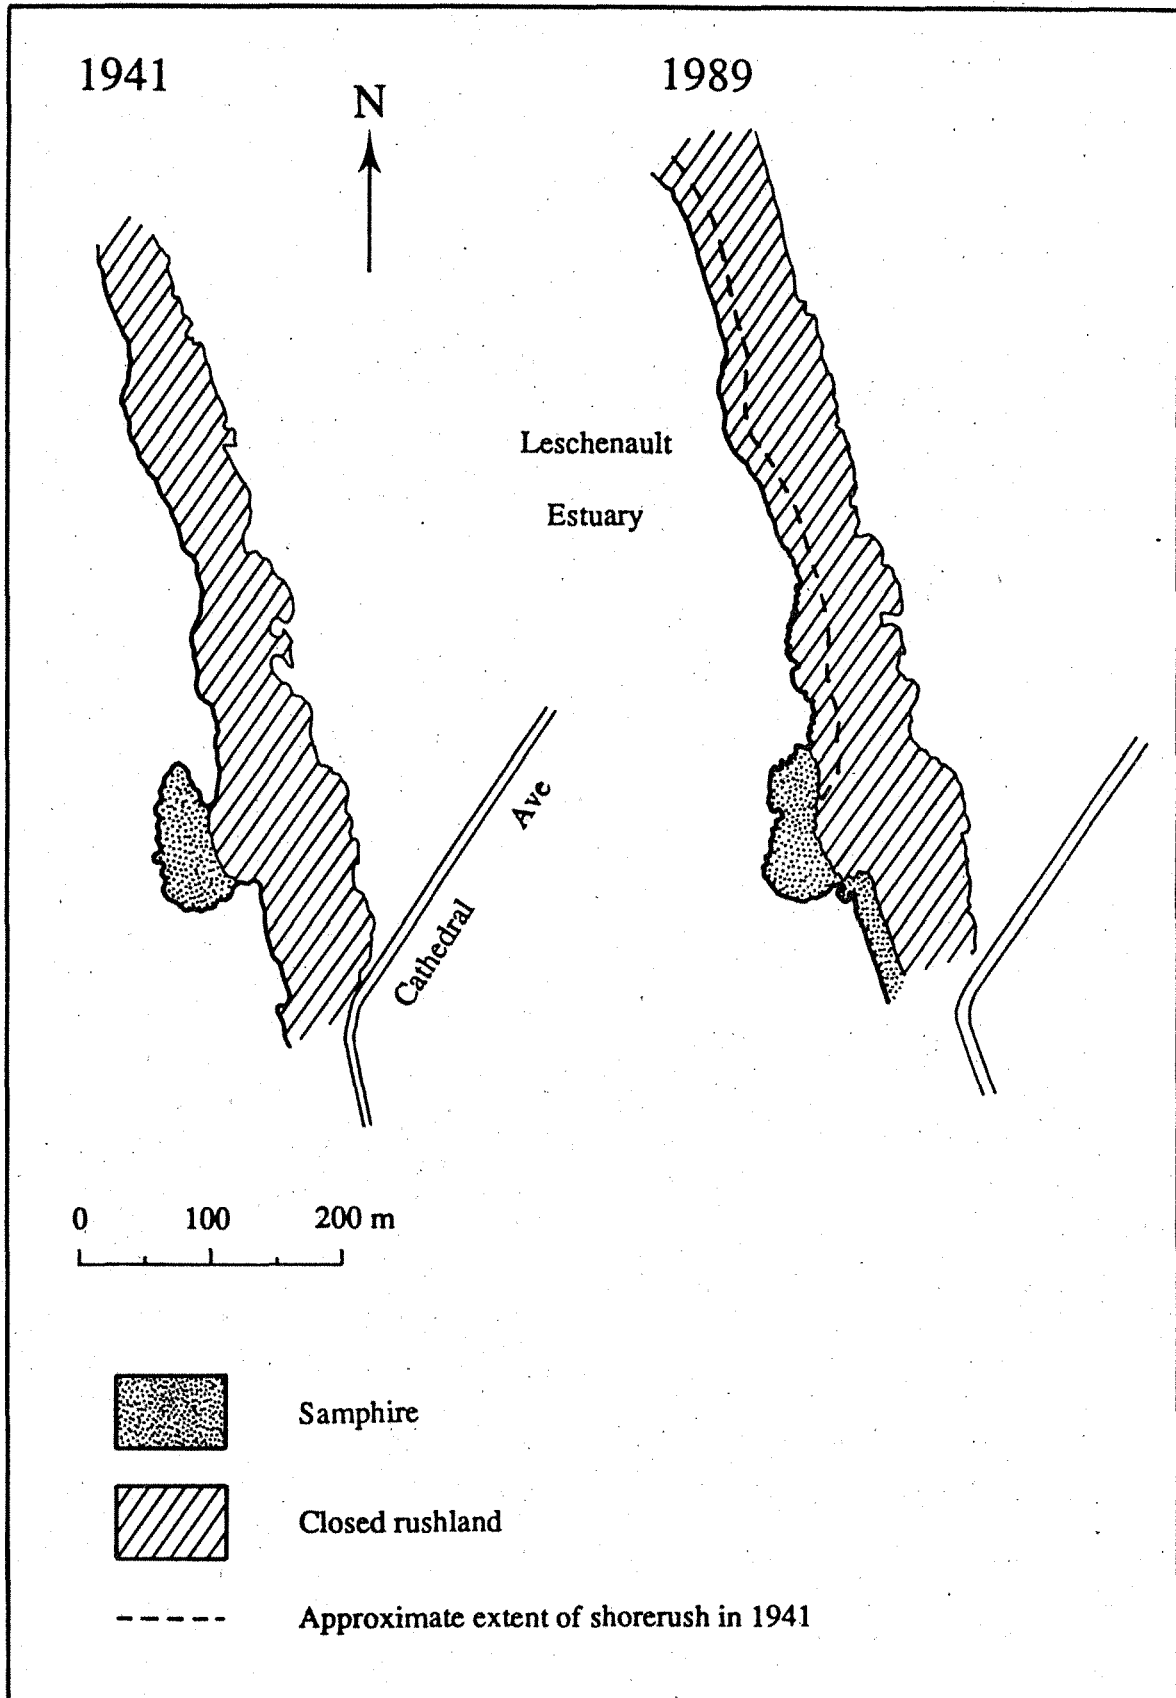 1941
1989
N
Leschenault
Estuary
Cathedral Ave
0 100 200 m
Samphire
Closed rushland
Approximate extent of shorerush in 1941